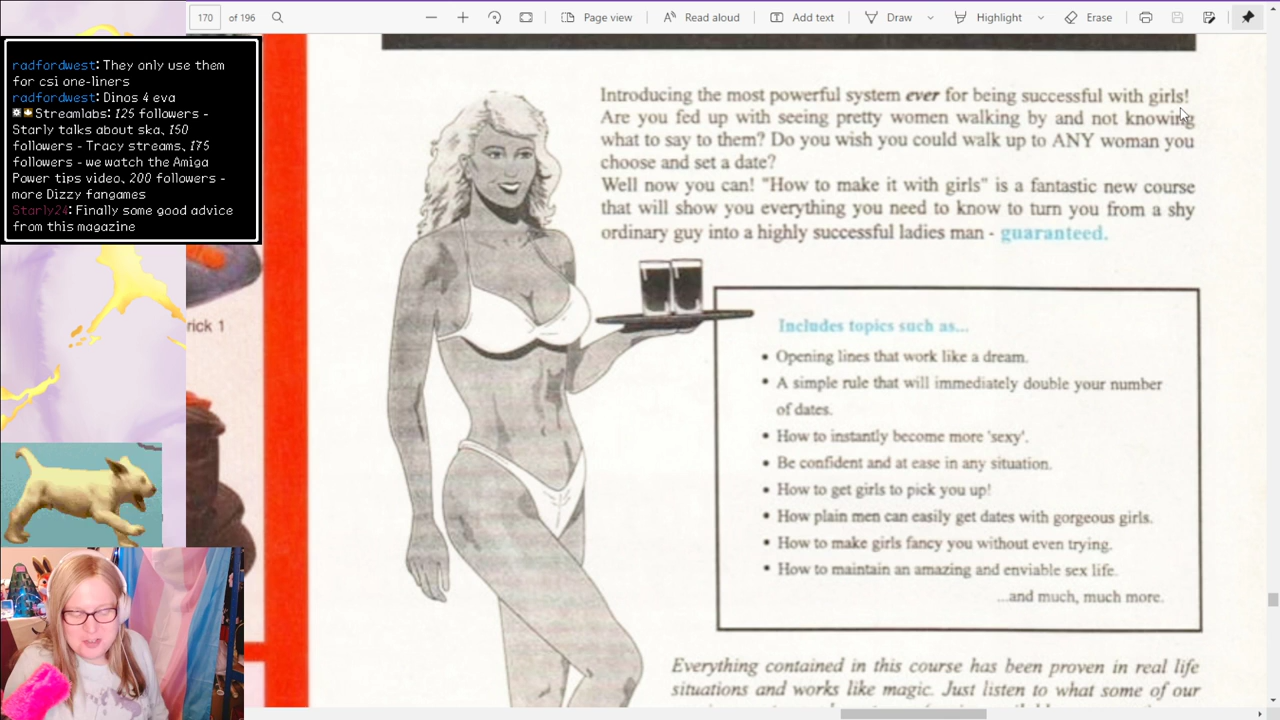 170 of 196
Page view
Read aloud
Add text
Draw
Highlight
Erase
radfordwest: They only use them
for csi one-liners
radfordwest: Dinos 4 eva
Streamlabs: 125 followers -
Starly talks about ska, 150
followers - Tracy streams, 175
followers - we watch the Amiga
Power tips video, 200 followers -
more Dizzy fangames
Starly24: Finally some good advice
from this magazine
rick 1
Introducing the most powerful system ever for being successful with girls!
Are you fed up with seeing pretty women walking by and not knowing
what to say to them? Do you wish you could walk up to ANY woman you
choose and set a date?
Well now you can! "How to make it with girls" is a fantastic new course
that will show you everything you need to know to turn you from a shy
ordinary guy into a highly successful ladies man - guaranteed.
Includes topics such as...
• Opening lines that work like a dream.
• A simple rule that will immediately double your number
of dates.
• How to instantly become more 'sexy'.
• Be confident and at ease in any situation.
• How to get girls to pick you up!
• How plain men can easily get dates with gorgeous girls.
• How to make girls fancy you without even trying.
• How to maintain an amazing and enviable sex life.
...and much, much more.
Everything contained in this course has been proven in real life
situations and works like magic. Just listen to what some of our